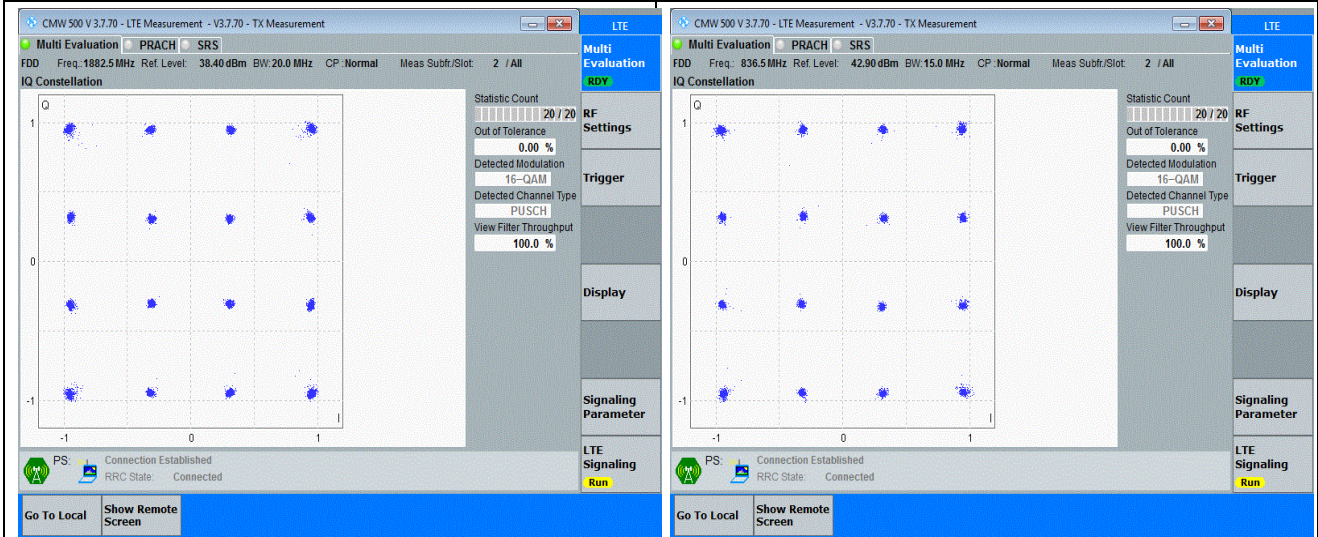 CMW 500 V 3.7.70 - LTE Measurement - V3.7.70 - TX Measurement
LTE
Multi Evaluation PRACH SRS
Multi
Evaluation
RDY
FDD Freq.: 1882.5 MHz Ref. Level: 38.40 dBm BW: 20.0 MHz CP : Normal Meas Subfr./Slot: 2 / All
IQ Constellation
Q
1
0
-1
-1
0
1
I
Statistic Count
20 / 20
Out of Tolerance
0.00 %
Detected Modulation
16-QAM
Detected Channel Type
PUSCH
View Filter Throughput
100.0 %
RF
Settings
Trigger
Display
Signaling
Parameter
LTE
Signaling
Run
PS: Connection Established
RRC State: Connected
Go To Local
Show Remote
Screen
CMW 500 V 3.7.70 - LTE Measurement - V3.7.70 - TX Measurement
LTE
Multi Evaluation PRACH SRS
Multi
Evaluation
RDY
FDD Freq.: 836.5 MHz Ref. Level: 42.90 dBm BW: 15.0 MHz CP : Normal Meas Subfr./Slot: 2 / All
IQ Constellation
Q
1
0
-1
-1
0
1
I
Statistic Count
20 / 20
Out of Tolerance
0.00 %
Detected Modulation
16-QAM
Detected Channel Type
PUSCH
View Filter Throughput
100.0 %
RF
Settings
Trigger
Display
Signaling
Parameter
LTE
Signaling
Run
PS: Connection Established
RRC State: Connected
Go To Local
Show Remote
Screen